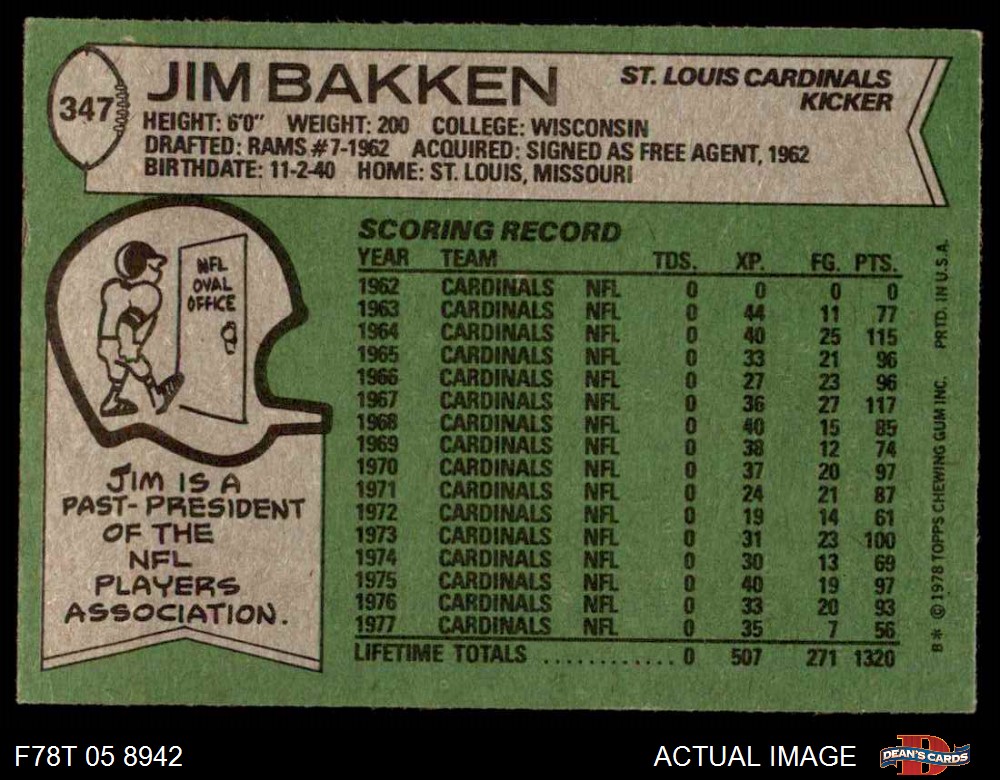 347
JIM BAKKEN
ST. LOUIS CARDINALS
KICKER
HEIGHT: 6'0" WEIGHT: 200 COLLEGE: WISCONSIN
DRAFTED: RAMS #7-1962 ACQUIRED: SIGNED AS FREE AGENT, 1962
BIRTHDATE: 11-2-40 HOME: ST. LOUIS, MISSOURI
NFL
OVAL
OFFICE
JIM IS A
PAST-PRESIDENT
OF THE
NFL
PLAYERS
ASSOCIATION.
SCORING RECORD
YEAR TEAM TDS. XP. FG. PTS.
1962 CARDINALS NFL 0 0 0 0
1963 CARDINALS NFL 0 44 11 77
1964 CARDINALS NFL 0 40 25 115
1965 CARDINALS NFL 0 33 21 96
1966 CARDINALS NFL 0 27 23 96
1967 CARDINALS NFL 0 36 27 117
1968 CARDINALS NFL 0 40 15 85
1969 CARDINALS NFL 0 38 12 74
1970 CARDINALS NFL 0 37 20 97
1971 CARDINALS NFL 0 24 21 87
1972 CARDINALS NFL 0 19 14 61
1973 CARDINALS NFL 0 31 23 100
1974 CARDINALS NFL 0 30 13 69
1975 CARDINALS NFL 0 40 19 97
1976 CARDINALS NFL 0 33 20 93
1977 CARDINALS NFL 0 35 7 56
LIFETIME TOTALS ............ 0 507 271 1320
B* © 1978 TOPPS CHEWING GUM INC. PRTD. IN U.S.A.
F78T 05 8942
ACTUAL IMAGE
D
DEAN'S CARDS